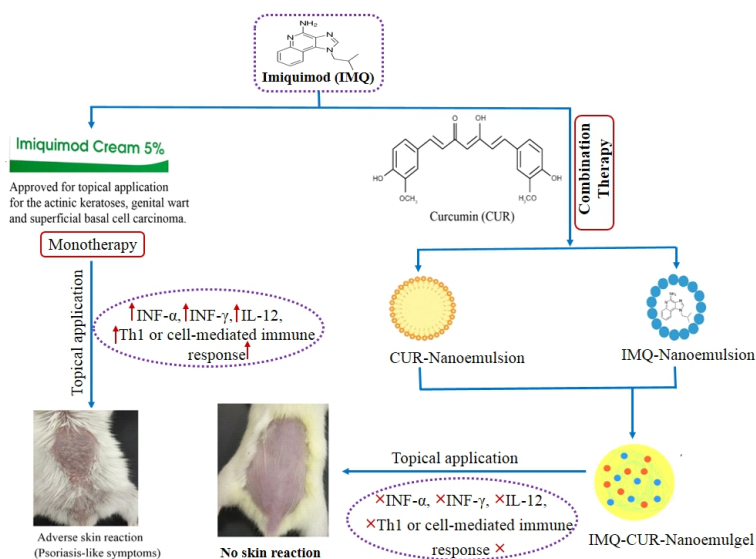 NH₂
N
N
N
Imiquimod (IMQ)
Imiquimod Cream 5%
Approved for topical application
for the actinic keratoses, genital wart
and superficial basal cell carcinoma.
Monotherapy
Topical application
INF-α, INF-γ, IL-12,
Th1 or cell-mediated immune
response
Adverse skin reaction
(Psoriasis-like symptoms)
O
OH
HO
OCH₃
H₃CO
OH
Curcumin (CUR)
Combination
Therapy
CUR-Nanoemulsion
IMQ-Nanoemulsion
Topical application
×INF-α, ×INF-γ, ×IL-12,
×Th1 or cell-mediated immune
response ×
No skin reaction
IMQ-CUR-Nanoemulgel